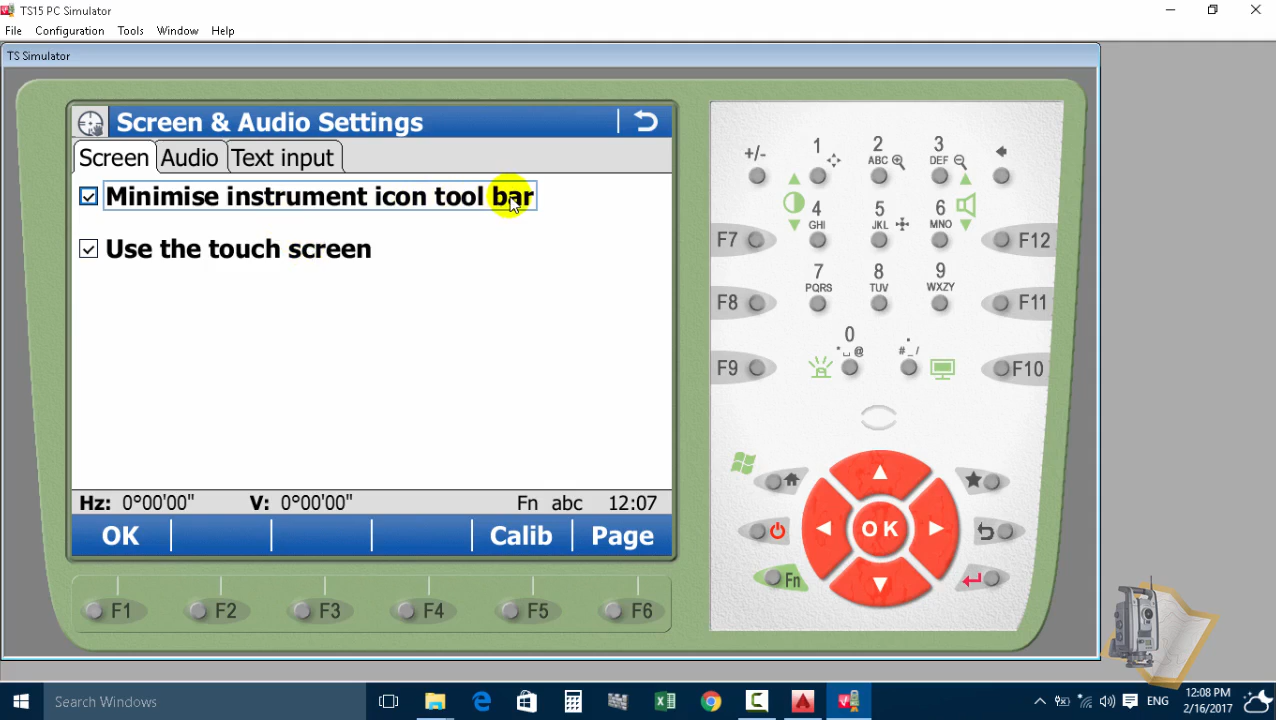 TS15 PC Simulator
File Configuration Tools Window Help
TS Simulator
Screen & Audio Settings
Screen Audio Text input
Minimise instrument icon tool bar
Use the touch screen
Hz: 0°00'00" V: 0°00'00" Fn abc 12:07
OK Calib Page
F1 F2 F3 F4 F5 F6
+/- 1 2 ABC 3 DEF
4 GHI 5 JKL 6 MNO
F7 F12
7 PQRS 8 TUV 9 WXZY
F8 F11
0 *␣@ . #_/
F9 F10
OK
Fn
Search Windows
ENG
12:08 PM
2/16/2017